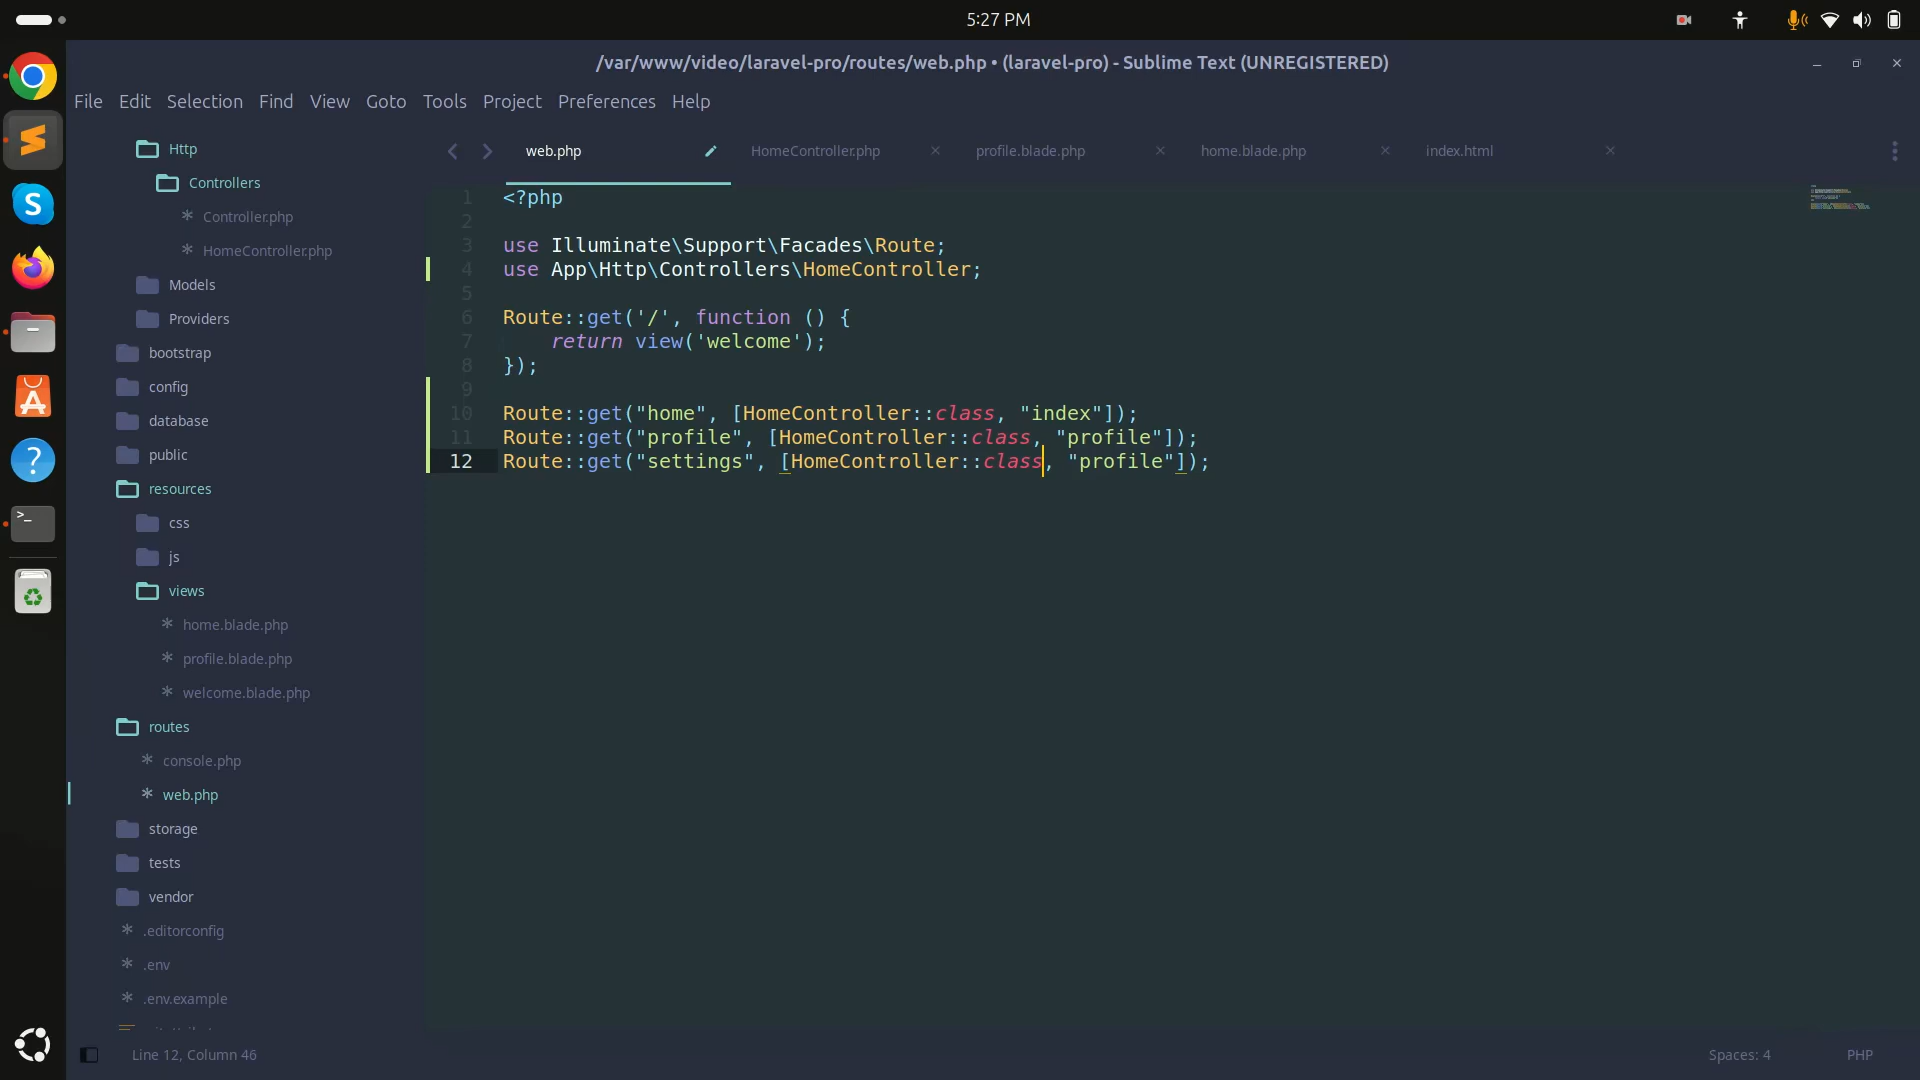 5:27 PM
/var/www/video/laravel-pro/routes/web.php • (laravel-pro) - Sublime Text (UNREGISTERED)
File Edit Selection Find View Goto Tools Project Preferences Help
web.php HomeController.php profile.blade.php home.blade.php index.html
Http
Controllers
* Controller.php
* HomeController.php
Models
Providers
bootstrap
config
database
public
resources
css
js
views
* home.blade.php
* profile.blade.php
* welcome.blade.php
routes
* console.php
* web.php
storage
tests
vendor
* .editorconfig
* .env
* .env.example
1 <?php
2
3 use Illuminate\Support\Facades\Route;
4 use App\Http\Controllers\HomeController;
5
6 Route::get('/', function () {
7     return view('welcome');
8 });
9
10 Route::get("home", [HomeController::class, "index"]);
11 Route::get("profile", [HomeController::class, "profile"]);
12 Route::get("settings", [HomeController::class, "profile"]);
Line 12, Column 46
Spaces: 4
PHP